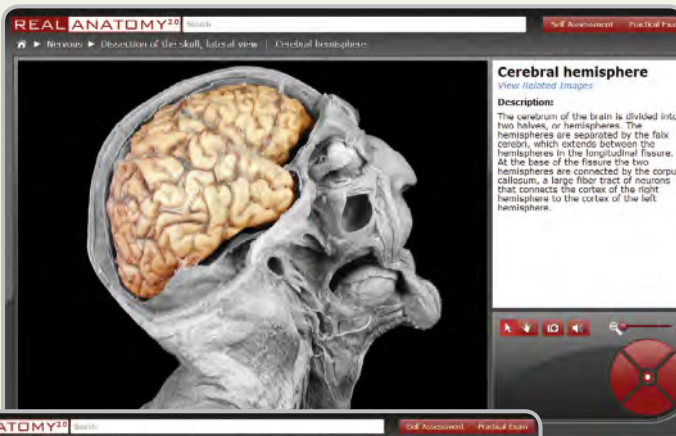 REAL ANATOMY 2.0 Search Self Assessment Practical Exam
Nervous ► Dissection of the skull, lateral view | Cerebral hemisphere
Cerebral hemisphere
View Related Images
Description:
The cerebrum of the brain is divided into
two halves, or hemispheres. The
hemispheres are separated by the falx
cerebri, which extends between the
hemispheres in the longitudinal fissure.
At the base of the fissure the two
hemispheres are connected by the corpu
callosum, a large fiber tract of neurons
that connects the cortex of the right
hemisphere to the cortex of the left
hemisphere.
ATOMY 2.0 Search Self Assessment Practical Exam